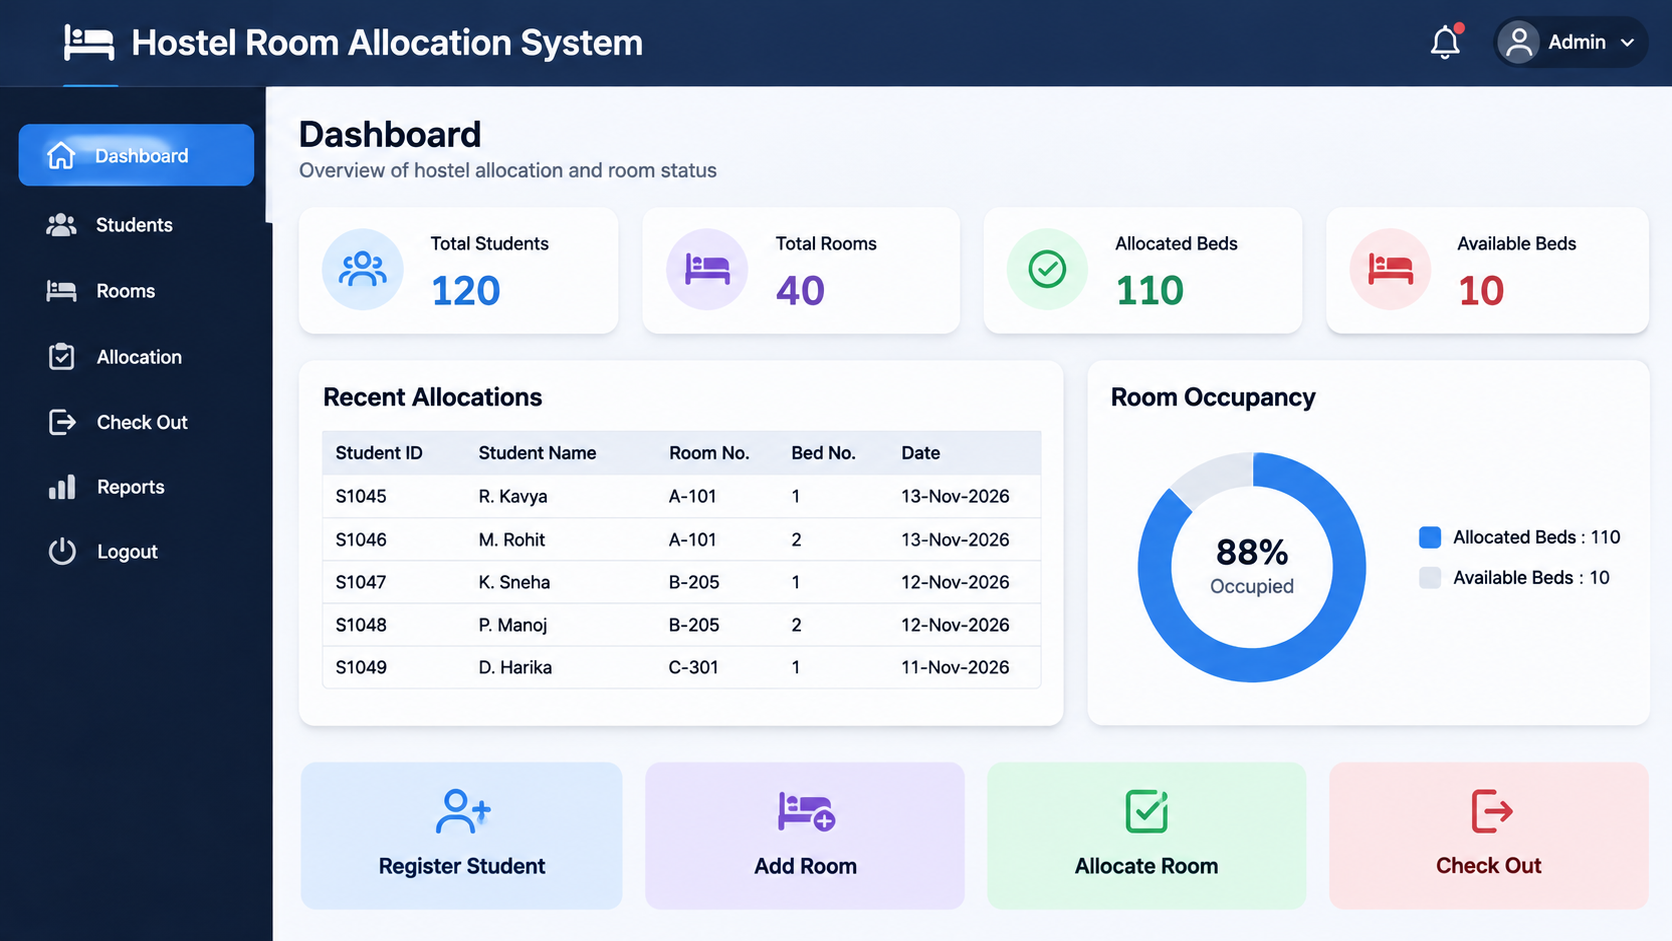 Hostel Room Allocation System
Admin
Dashboard
Students
Rooms
Allocation
Check Out
Reports
Logout
Dashboard
Overview of hostel allocation and room status
Total Students
120
Total Rooms
40
Allocated Beds
110
Available Beds
10
Recent Allocations
Student ID Student Name Room No. Bed No. Date
S1045 R. Kavya A-101 1 13-Nov-2026
S1046 M. Rohit A-101 2 13-Nov-2026
S1047 K. Sneha B-205 1 12-Nov-2026
S1048 P. Manoj B-205 2 12-Nov-2026
S1049 D. Harika C-301 1 11-Nov-2026
Room Occupancy
88%
Occupied
Allocated Beds : 110
Available Beds : 10
Register Student
Add Room
Allocate Room
Check Out